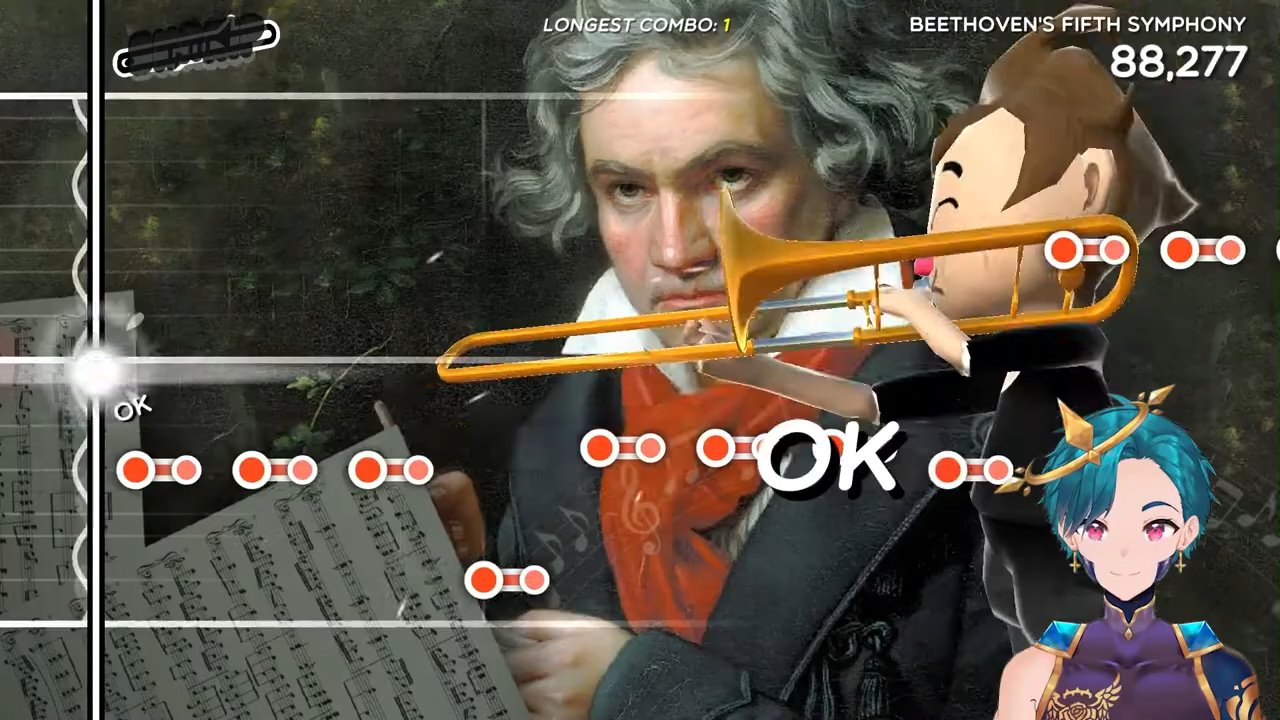 LONGEST COMBO: 1
BEETHOVEN'S FIFTH SYMPHONY
88,277
OK
OK